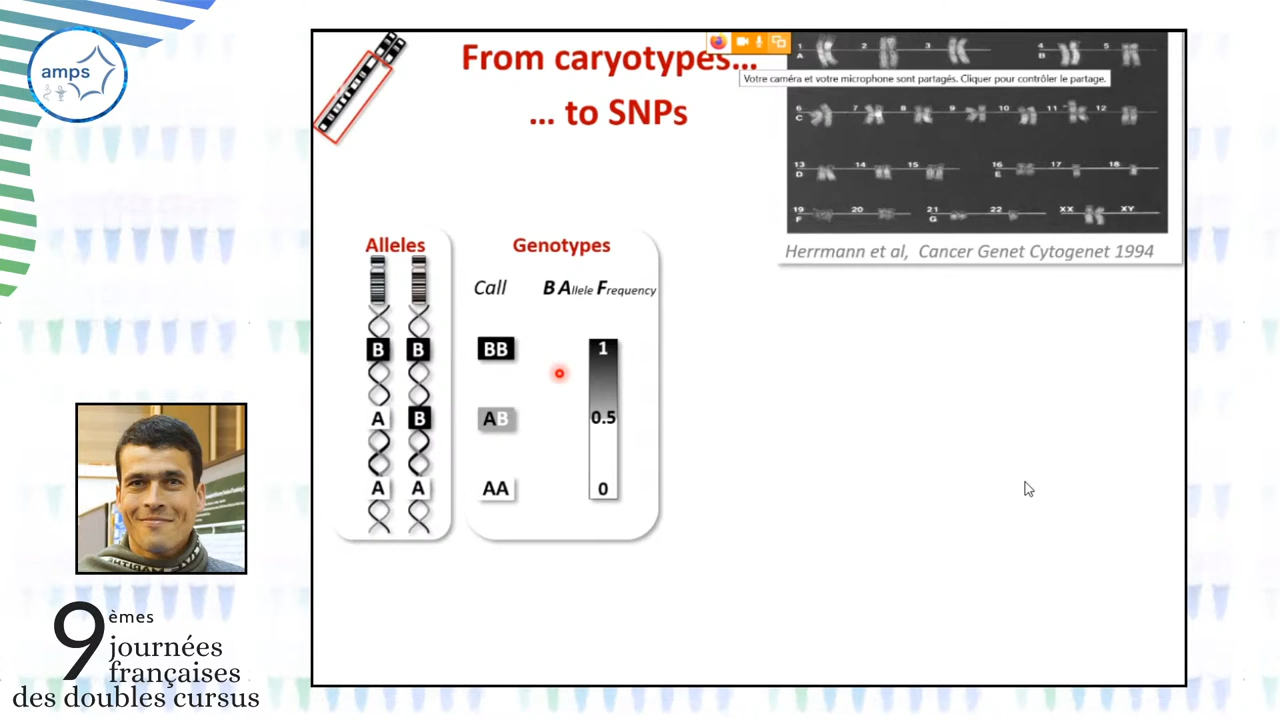 amps
From caryotypes...
... to SNPs
Votre caméra et votre microphone sont partagés. Cliquer pour contrôler le partage.
1 2 3 4 5
A B
6 7 8 9 10 11 12
C
13 14 15 16 17 18
D E
19 20 21 22 XX XY
F G
Herrmann et al, Cancer Genet Cytogenet 1994
Alleles
B B
A B
A A
Genotypes
Call B Allele Frequency
BB 1
AB 0.5
AA 0
9èmes
journées
françaises
des doubles cursus